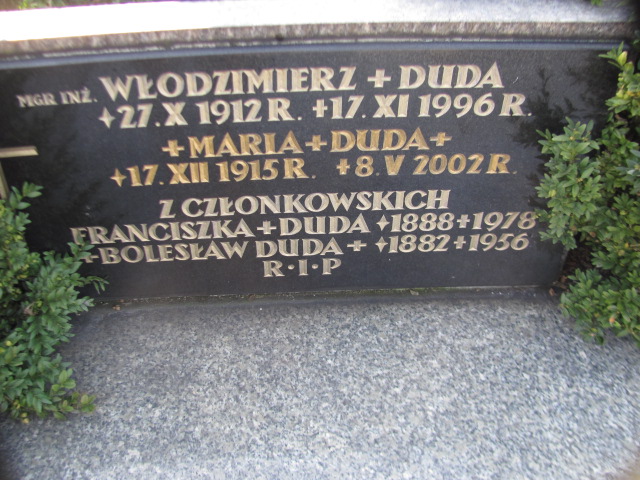 MGR INŻ. WŁODZIMIERZ + DUDA
+27. X 1912 R. +17. XI 1996 R.
+ MARIA + DUDA +
+17. XII 1915 R. +8. V 2002 R.
Z CZŁONKOWSKICH
FRANCISZKA + DUDA +1888 +1978
+BOLESŁAW DUDA + +1882 +1956
R·I·P